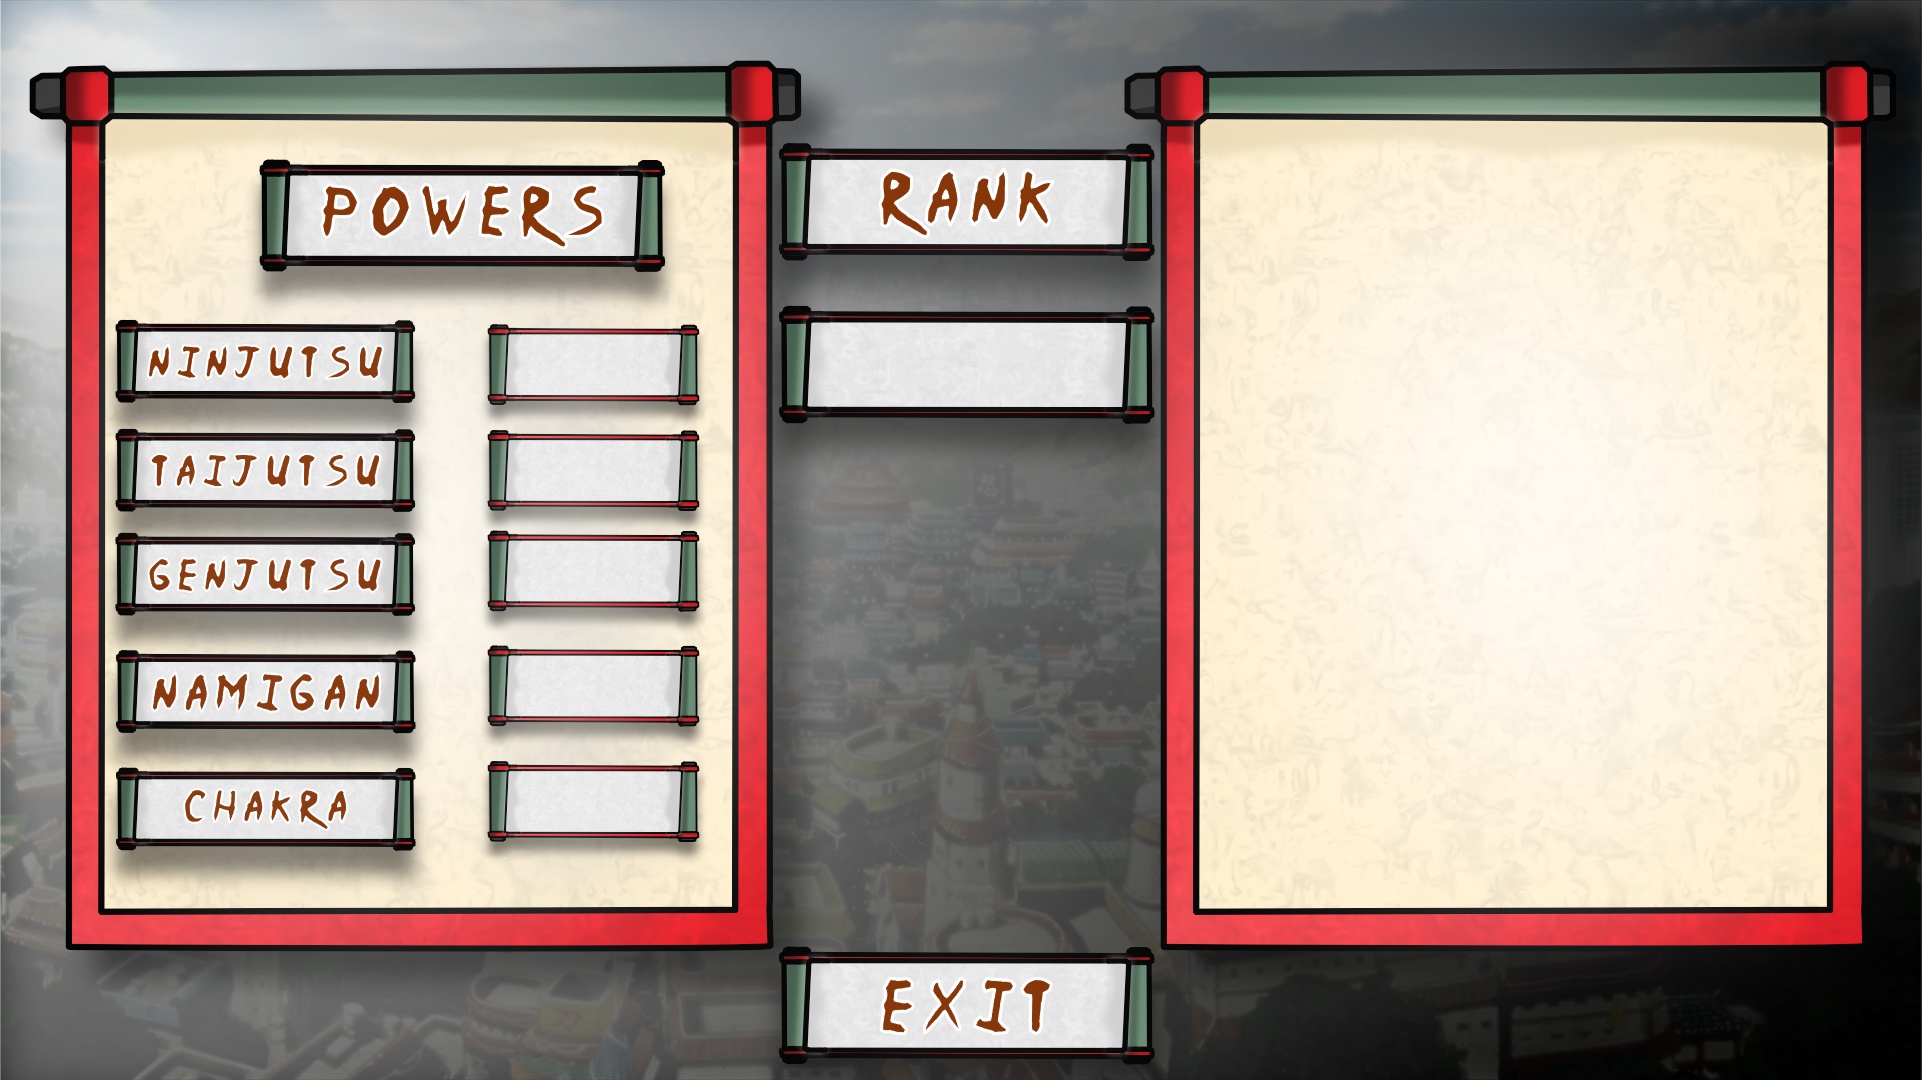 POWERS
RANK
NINJUTSU
TAIJUTSU
GENJUTSU
NAMIGAN
CHAKRA
EXIT